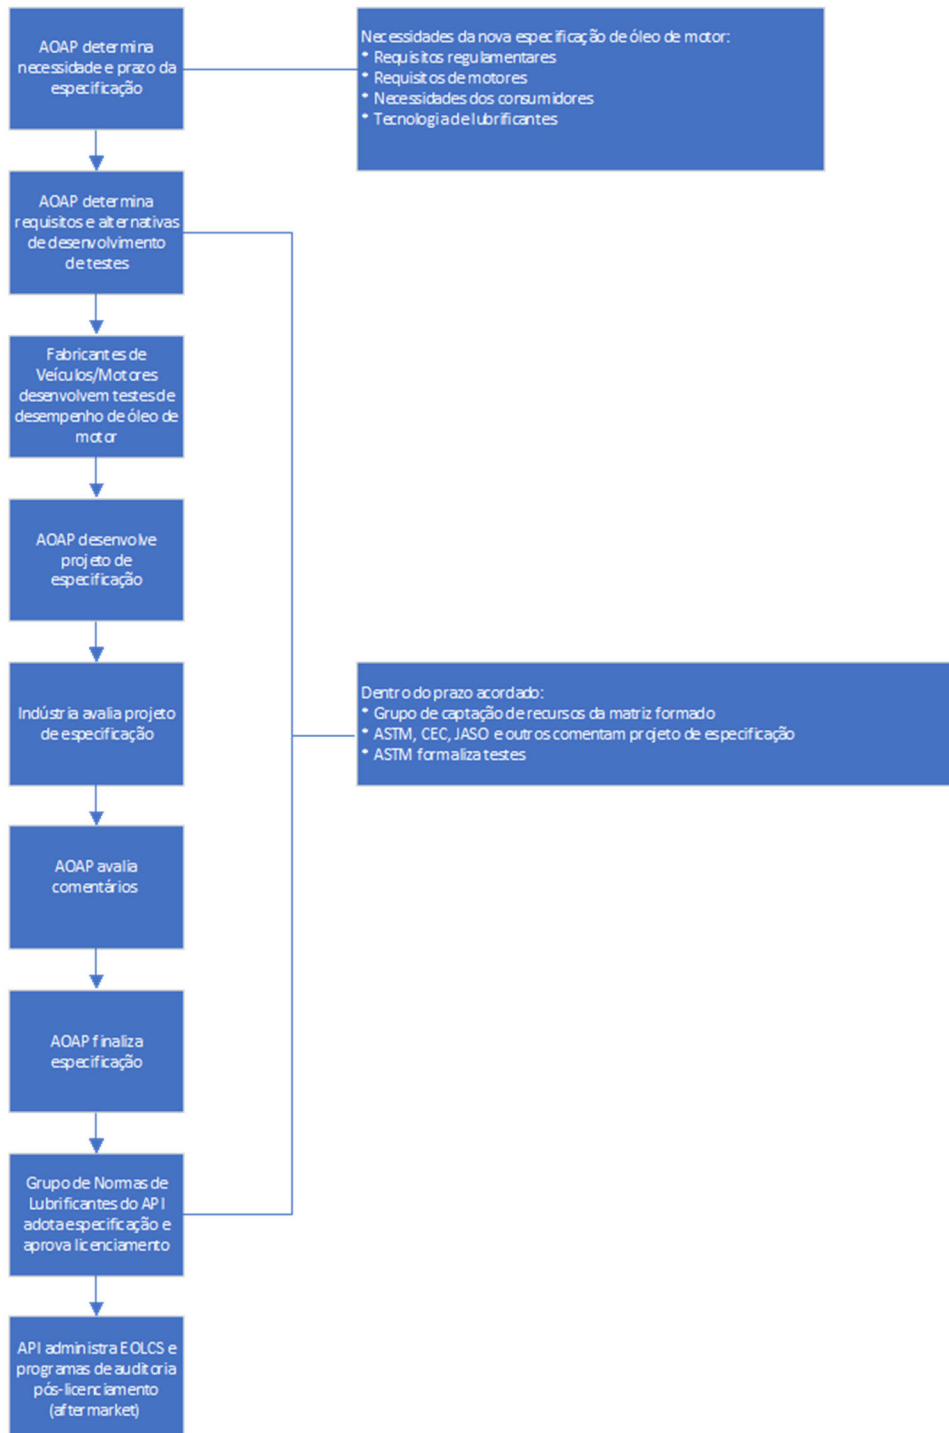 AOAP determina
necessidade e prazo da
especificação
Necessidades da nova especificação de óleo de motor:
* Requisitos regulamentares
* Requisitos de motores
* Necessidades dos consumidores
* Tecnologia de lubrificantes
AOAP determina
requisitos e alternativas
de desenvolvimento
de testes
Fabricantes de
Veículos/Motores
desenvolvem testes de
desempenho de óleo de
motor
AOAP desenvolve
projeto de
especificação
Indústria avalia projeto
de especificação
Dentro do prazo acordado:
* Grupo de captação de recursos da matriz formado
* ASTM, CEC, JASO e outros comentam projeto de especificação
* ASTM formaliza testes
AOAP avalia
comentários
AOAP finaliza
especificação
Grupo de Normas de
Lubrificantes do API
adota especificação e
aprova licenciamento
API administra EOLCS e
programas de auditoria
pós-licenciamento
(aftermarket)